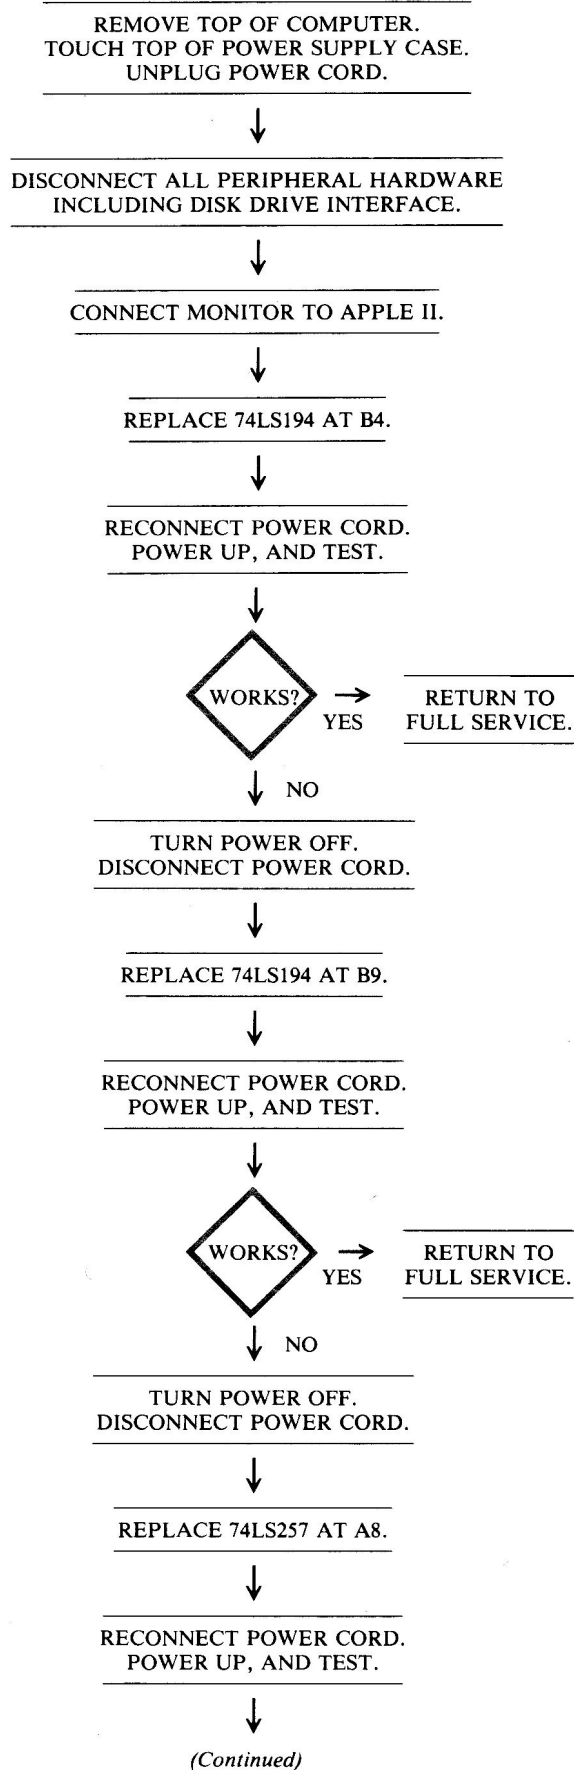 REMOVE TOP OF COMPUTER.
TOUCH TOP OF POWER SUPPLY CASE.
UNPLUG POWER CORD.
DISCONNECT ALL PERIPHERAL HARDWARE
INCLUDING DISK DRIVE INTERFACE.
CONNECT MONITOR TO APPLE II.
REPLACE 74LS194 AT B4.
RECONNECT POWER CORD.
POWER UP, AND TEST.
WORKS?
YES
RETURN TO
FULL SERVICE.
NO
TURN POWER OFF.
DISCONNECT POWER CORD.
REPLACE 74LS194 AT B9.
RECONNECT POWER CORD.
POWER UP, AND TEST.
WORKS?
YES
RETURN TO
FULL SERVICE.
NO
TURN POWER OFF.
DISCONNECT POWER CORD.
REPLACE 74LS257 AT A8.
RECONNECT POWER CORD.
POWER UP, AND TEST.
(Continued)